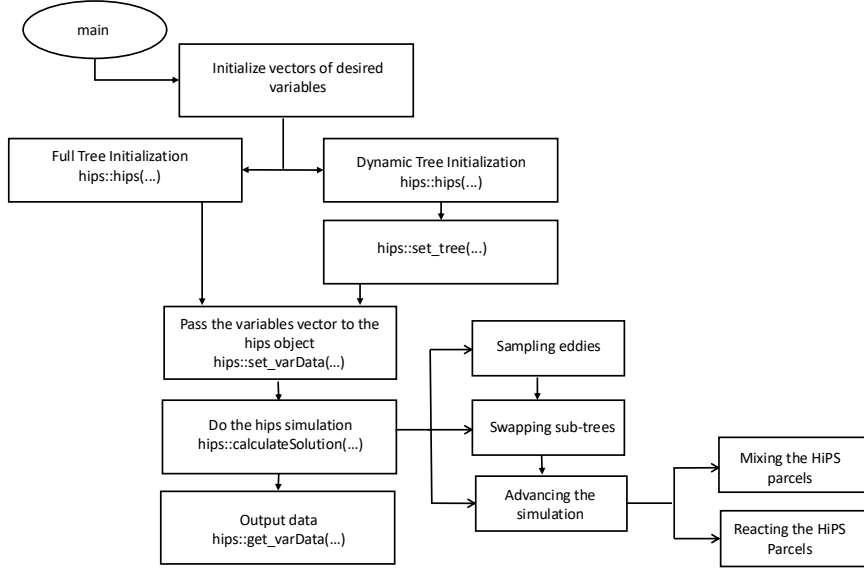 main
Initialize vectors of desired
variables
Full Tree Initialization
hips::hips(...)
Dynamic Tree Initialization
hips::hips(...)
hips::set_tree(...)
Pass the variables vector to the
hips object
hips::set_varData(...)
Sampling eddies
Do the hips simulation
hips::calculateSolution(...)
Swapping sub-trees
Advancing the
simulation
Mixing the HiPS
parcels
Reacting the HiPS
Parcels
Output data
hips::get_varData(...)